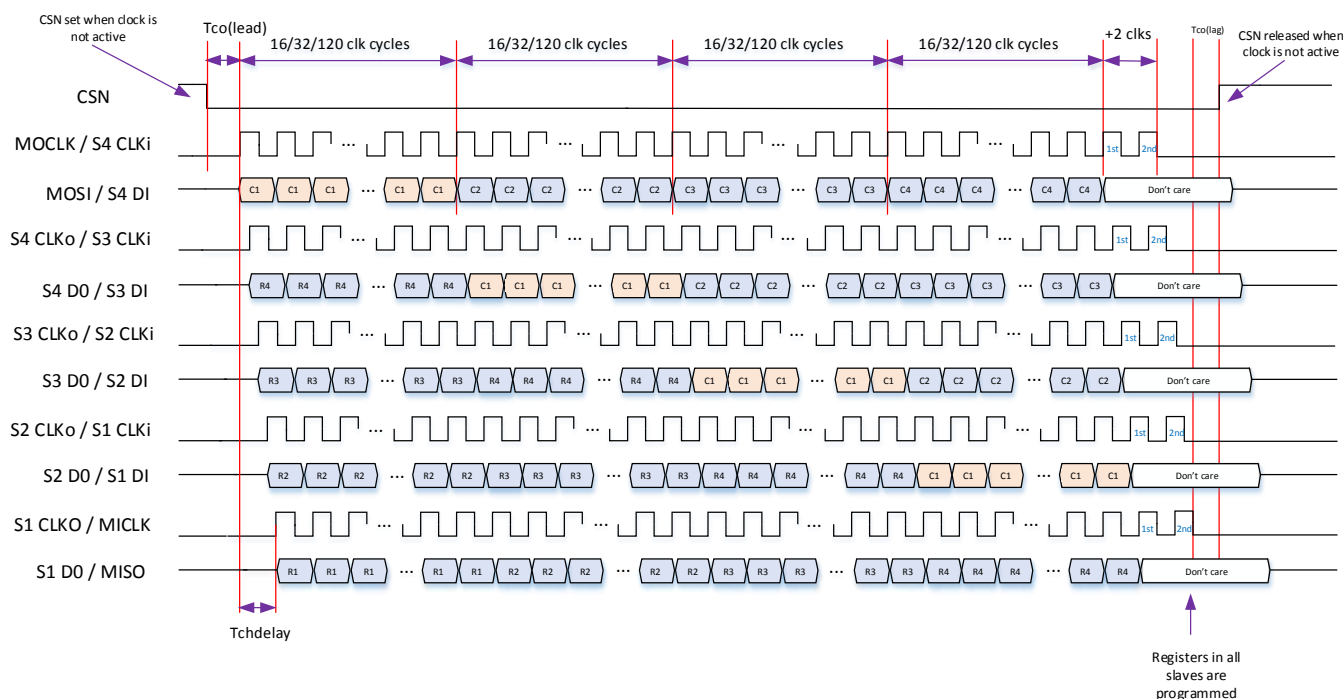 CSN set when clock is
not active
Tco(lead)
16/32/120 clk cycles
16/32/120 clk cycles
16/32/120 clk cycles
16/32/120 clk cycles
+2 clks
Tco(lag)
CSN released when
clock is not active
CSN
MOCLK / S4 CLKi ... ... ... ... 1st 2nd
MOSI / S4 DI C1 C1 C1 ... C1 C1 C2 C2 C2 ... C2 C2 C3 C3 C3 ... C3 C3 C4 C4 C4 ... C4 C4 Don't care
S4 CLKo / S3 CLKi ... ... ... ... 1st 2nd
S4 D0 / S3 DI R4 R4 R4 ... R4 R4 C1 C1 C1 ... C1 C1 C2 C2 C2 ... C2 C2 C3 C3 C3 ... C3 C3 Don't care
S3 CLKo / S2 CLKi ... ... ... ... 1st 2nd
S3 D0 / S2 DI R3 R3 R3 ... R3 R3 R4 R4 R4 ... R4 R4 C1 C1 C1 ... C1 C1 C2 C2 ... C2 C2 Don't care
S2 CLKo / S1 CLKi ... ... ... ... 1st 2nd
S2 D0 / S1 DI R2 R2 R2 ... R2 R2 R3 R3 R3 ... R3 R3 R4 R4 R4 ... R4 R4 C1 C1 C1 ... C1 C1 Don't care
S1 CLKO / MICLK ... ... ... ... 1st 2nd
S1 D0 / MISO R1 R1 R1 ... R1 R1 R2 R2 R2 ... R2 R2 R3 R3 R3 ... R3 R3 R4 R4 R4 ... R4 R4 Don't care
Tchdelay
Registers in all
slaves are
programmed